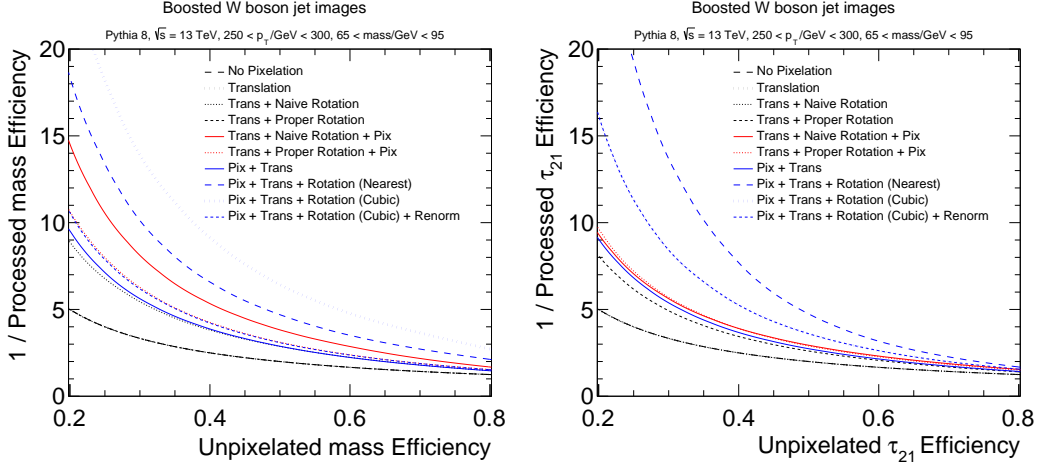 Boosted W boson jet images
Pythia 8, √s = 13 TeV, 250 < p_T/GeV < 300, 65 < mass/GeV < 95
1 / Processed mass Efficiency
20
15
10
5
0
No Pixelation
Translation
Trans + Naive Rotation
Trans + Proper Rotation
Trans + Naive Rotation + Pix
Trans + Proper Rotation + Pix
Pix + Trans
Pix + Trans + Rotation (Nearest)
Pix + Trans + Rotation (Cubic)
Pix + Trans + Rotation (Cubic) + Renorm
0.2 0.4 0.6 0.8
Unpixelated mass Efficiency
Boosted W boson jet images
Pythia 8, √s = 13 TeV, 250 < p_T/GeV < 300, 65 < mass/GeV < 95
1 / Processed τ_21 Efficiency
20
15
10
5
0
No Pixelation
Translation
Trans + Naive Rotation
Trans + Proper Rotation
Trans + Naive Rotation + Pix
Trans + Proper Rotation + Pix
Pix + Trans
Pix + Trans + Rotation (Nearest)
Pix + Trans + Rotation (Cubic)
Pix + Trans + Rotation (Cubic) + Renorm
0.2 0.4 0.6 0.8
Unpixelated τ_21 Efficiency